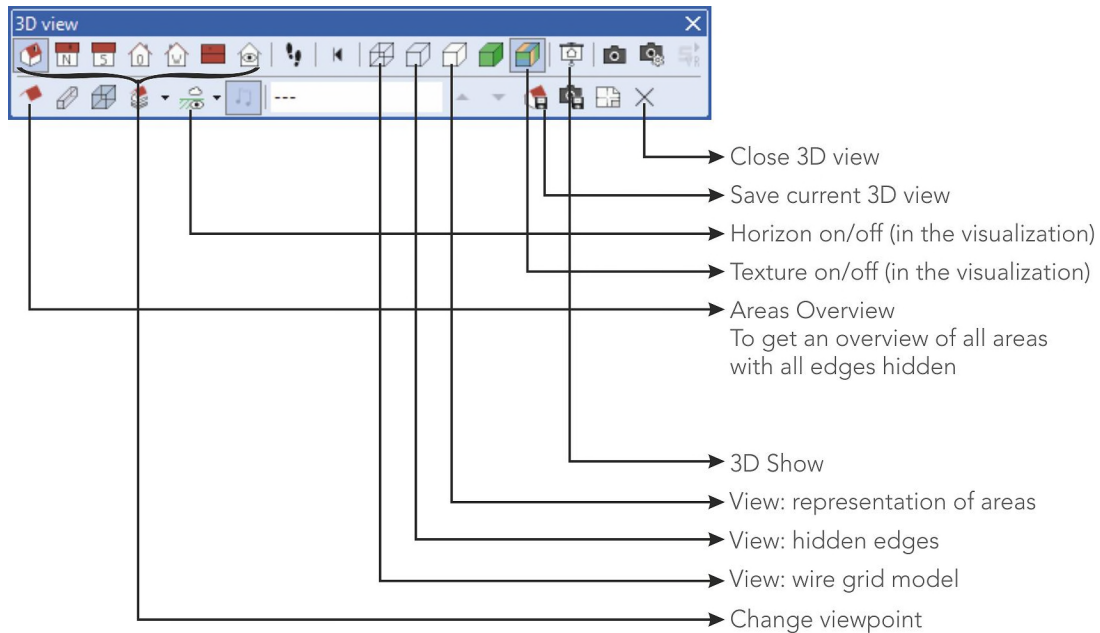 3D view
N
S
O
W
---
Close 3D view
Save current 3D view
Horizon on/off (in the visualization)
Texture on/off (in the visualization)
Areas Overview
To get an overview of all areas
with all edges hidden
3D Show
View: representation of areas
View: hidden edges
View: wire grid model
Change viewpoint